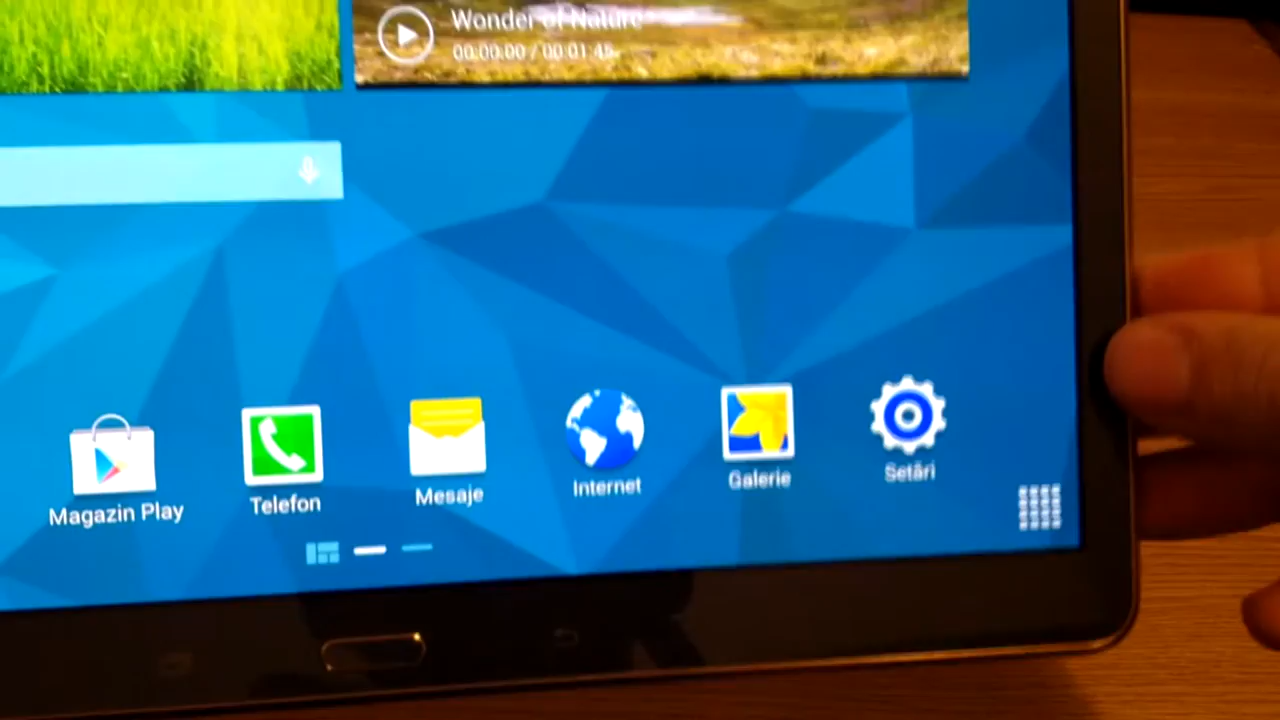 Wonder of Nature
00:00:00 / 00:01:45
Magazin Play
Telefon
Mesaje
Internet
Galerie
Setări